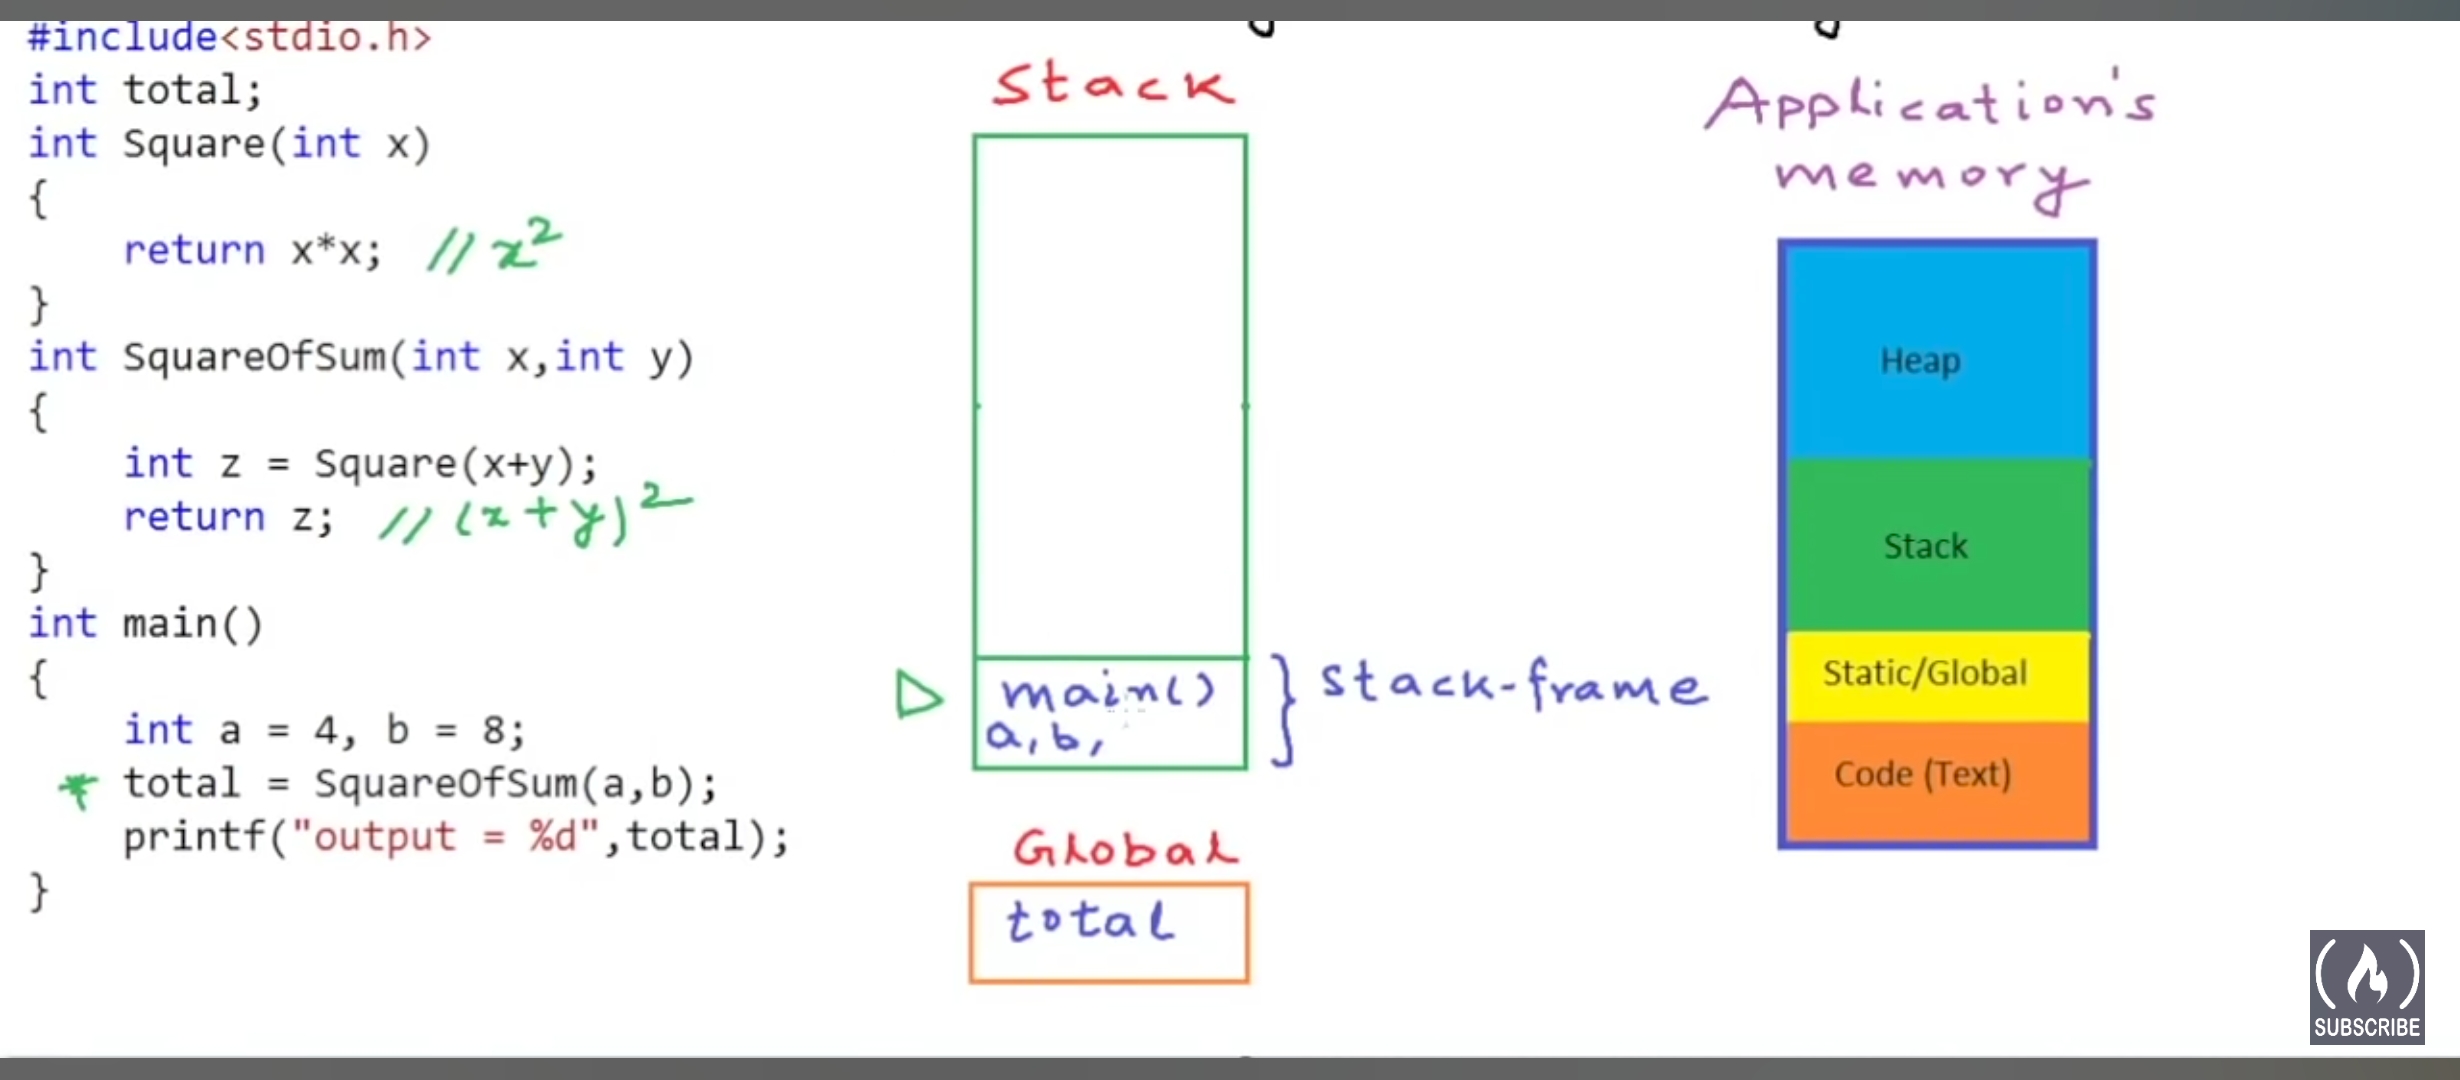 #include<stdio.h>
int total;
int Square(int x)
{
return x*x; // x²
}
int SquareOfSum(int x,int y)
{
int z = Square(x+y);
return z; // (x+y)²
}
int main()
{
int a = 4, b = 8;
* total = SquareOfSum(a,b);
printf("output = %d",total);
}
Stack
main()
a, b,
} stack-frame
Global
total
Application's
memory
Heap
Stack
Static/Global
Code (Text)
SUBSCRIBE